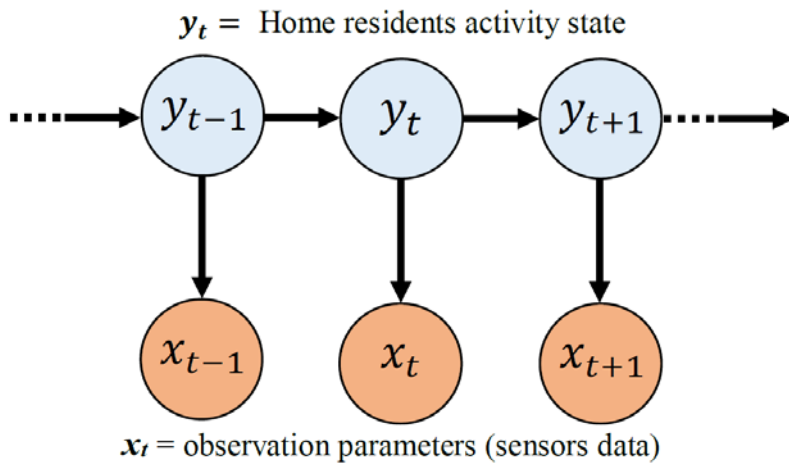 y_t = Home residents activity state
y_{t−1} y_t y_{t+1}
x_{t−1} x_t x_{t+1}
x_t = observation parameters (sensors data)